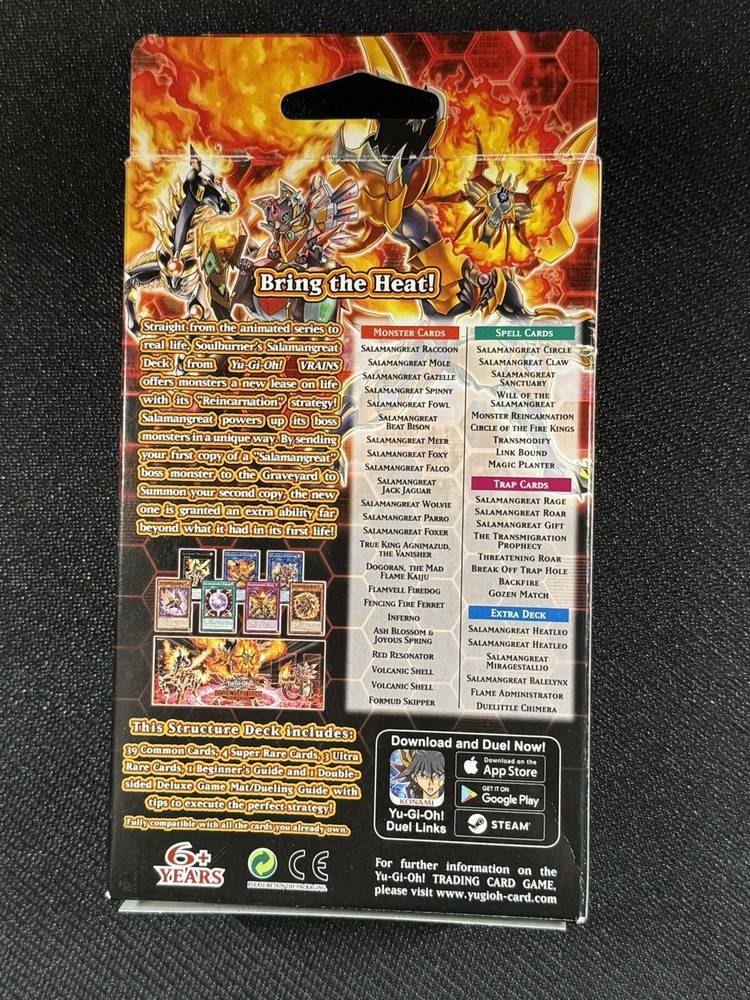 Bring the Heat!
Straight from the animated series to
real life, Soulburner's Salamangreat
Deck from Yu-Gi-Oh! VRAINS
offers monsters a new lease on life
with its "Reincarnation" strategy!
Salamangreat powers up its boss
monsters in a unique way. By sending
your first copy of a "Salamangreat"
boss monster to the Graveyard to
Summon your second copy, the new
one is granted an extra ability far
beyond what it had in its first life!
This Structure Deck includes:
39 Common Cards, 4 Super Rare Cards, 3 Ultra
Rare Cards, 1 Beginner's Guide and 1 Double-
sided Deluxe Game Mat/Dueling Guide with
tips to execute the perfect strategy!
Fully compatible with all the cards you already own.
6+
YEARS
PLEASE RETAIN THE PACKAGING
CE
Monster Cards
Salamangreat Raccoon
Salamangreat Mole
Salamangreat Gazelle
Salamangreat Spinny
Salamangreat Fowl
Salamangreat
Beat Bison
Salamangreat Meer
Salamangreat Foxy
Salamangreat Falco
Salamangreat
Jack Jaguar
Salamangreat Wolvie
Salamangreat Parro
Salamangreat Foxer
True King Agnimazud,
the Vanisher
Dogoran, the Mad
Flame Kaiju
Flamvell Firedog
Fencing Fire Ferret
Inferno
Ash Blossom &
Joyous Spring
Red Resonator
Volcanic Shell
Volcanic Shell
Formud Skipper
Spell Cards
Salamangreat Circle
Salamangreat Claw
Salamangreat
Sanctuary
Will of the
Salamangreat
Monster Reincarnation
Circle of the Fire Kings
Transmodify
Link Bound
Magic Planter
Trap Cards
Salamangreat Rage
Salamangreat Roar
Salamangreat Gift
The Transmigration
Prophecy
Threatening Roar
Break Off Trap Hole
Backfire
Gozen Match
Extra Deck
Salamangreat Heatleo
Salamangreat Heatleo
Salamangreat
Miragestallio
Salamangreat Balelynx
Flame Administrator
Duelittle Chimera
Download and Duel Now!
KONAMI
Yu-Gi-Oh!
Duel Links
Download on the
App Store
GET IT ON
Google Play
STEAM
For further information on the
Yu-Gi-Oh! TRADING CARD GAME,
please visit www.yugioh-card.com